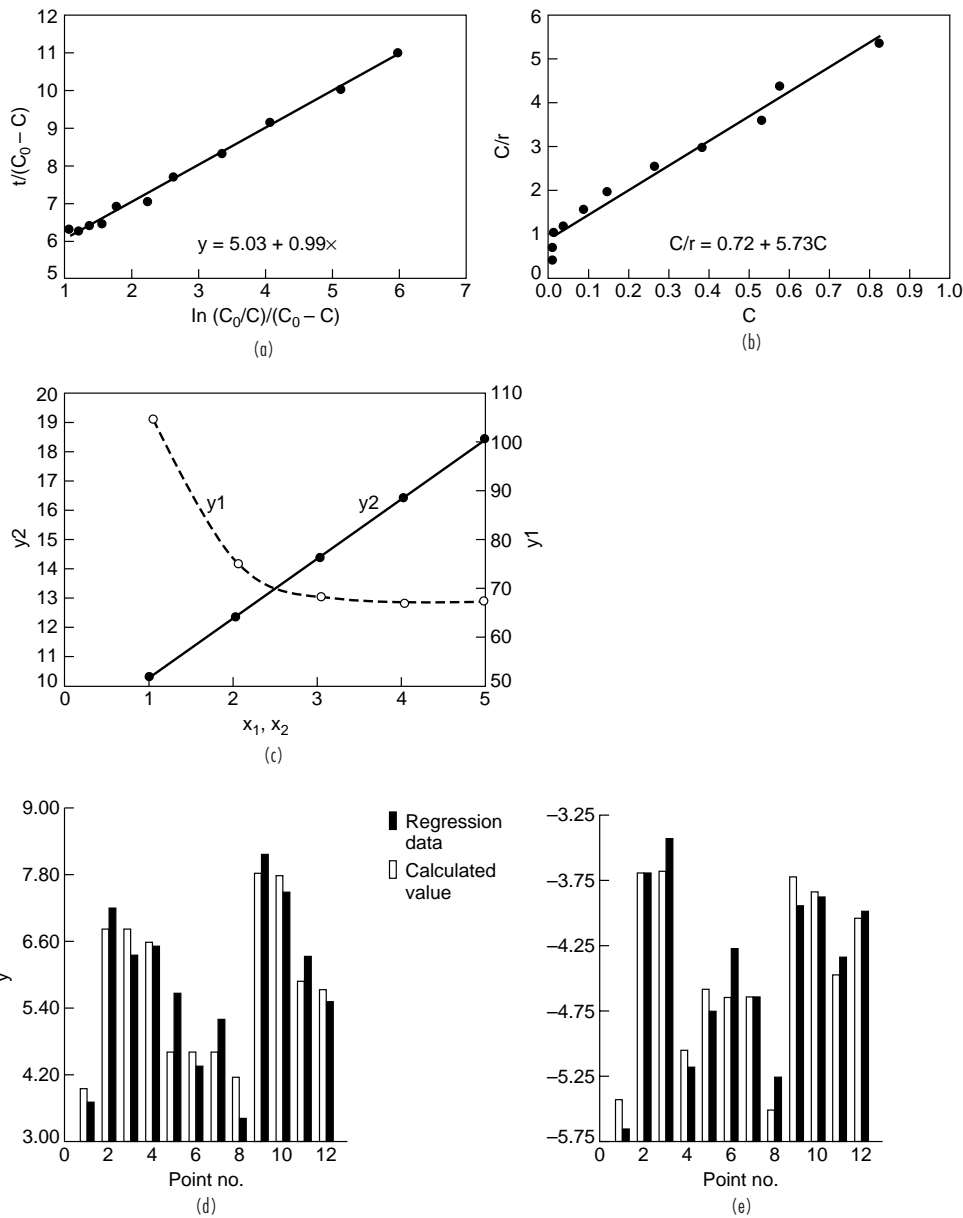 12
11
10
9
8
7
6
5
t/(C₀ – C)
y = 5.03 + 0.99×
1 2 3 4 5 6 7
ln (C₀/C)/(C₀ – C)
(a)
6
5
4
3
2
1
0
C/r
C/r = 0.72 + 5.73C
0.0 0.1 0.2 0.3 0.4 0.5 0.6 0.7 0.8 0.9 1.0
C
(b)
20
19
18
17
16
15
14
13
12
11
10
y2
y1
y2
110
100
90
80
70
60
50
y1
0 1 2 3 4 5
x₁, x₂
(c)
9.00
7.80
6.60
5.40
4.20
3.00
y
0 2 4 6 8 10 12
Point no.
(d)
Regression
data
Calculated
value
–3.25
–3.75
–4.25
–4.75
–5.25
–5.75
0 2 4 6 8 10 12
Point no.
(e)